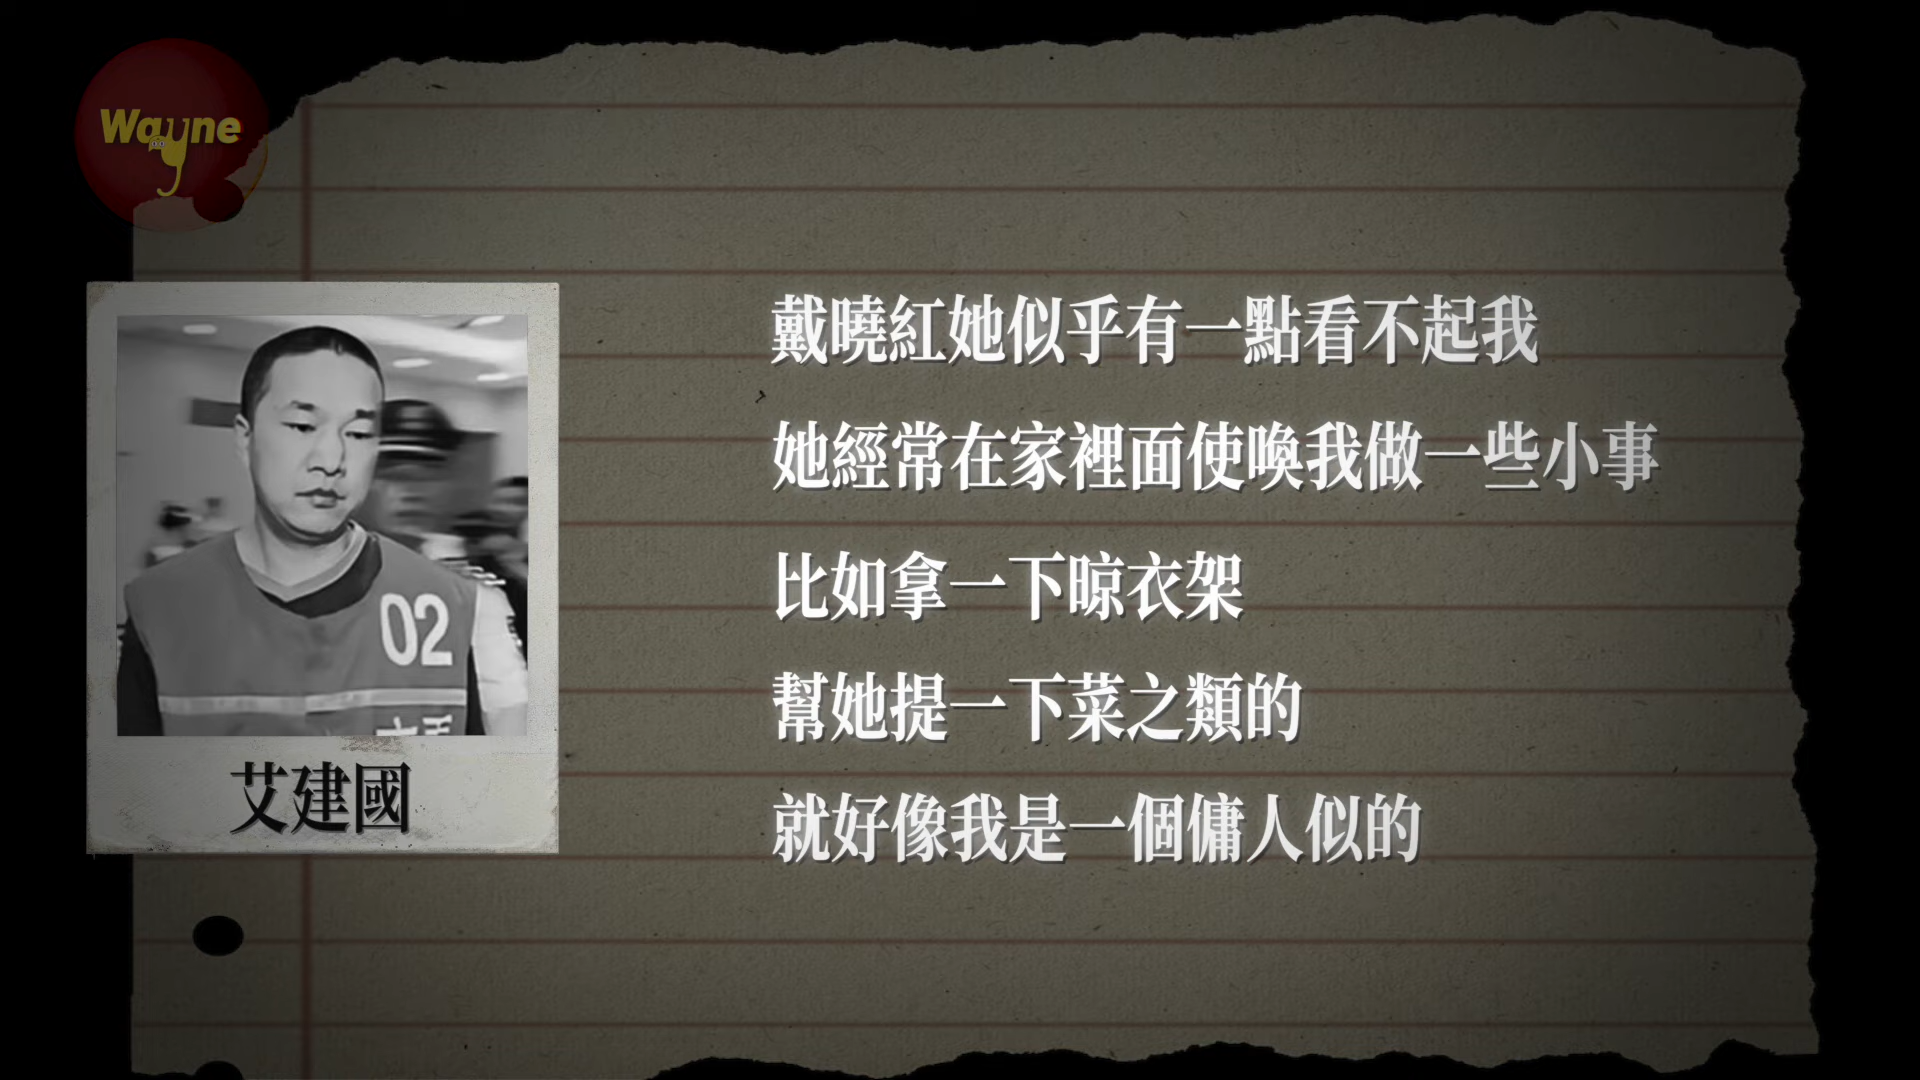 Wayne
戴曉紅她似乎有一點看不起我
她經常在家裡面使喚我做一些小事
比如拿一下晾衣架
幫她提一下菜之類的
就好像我是一個傭人似的
02
艾建國